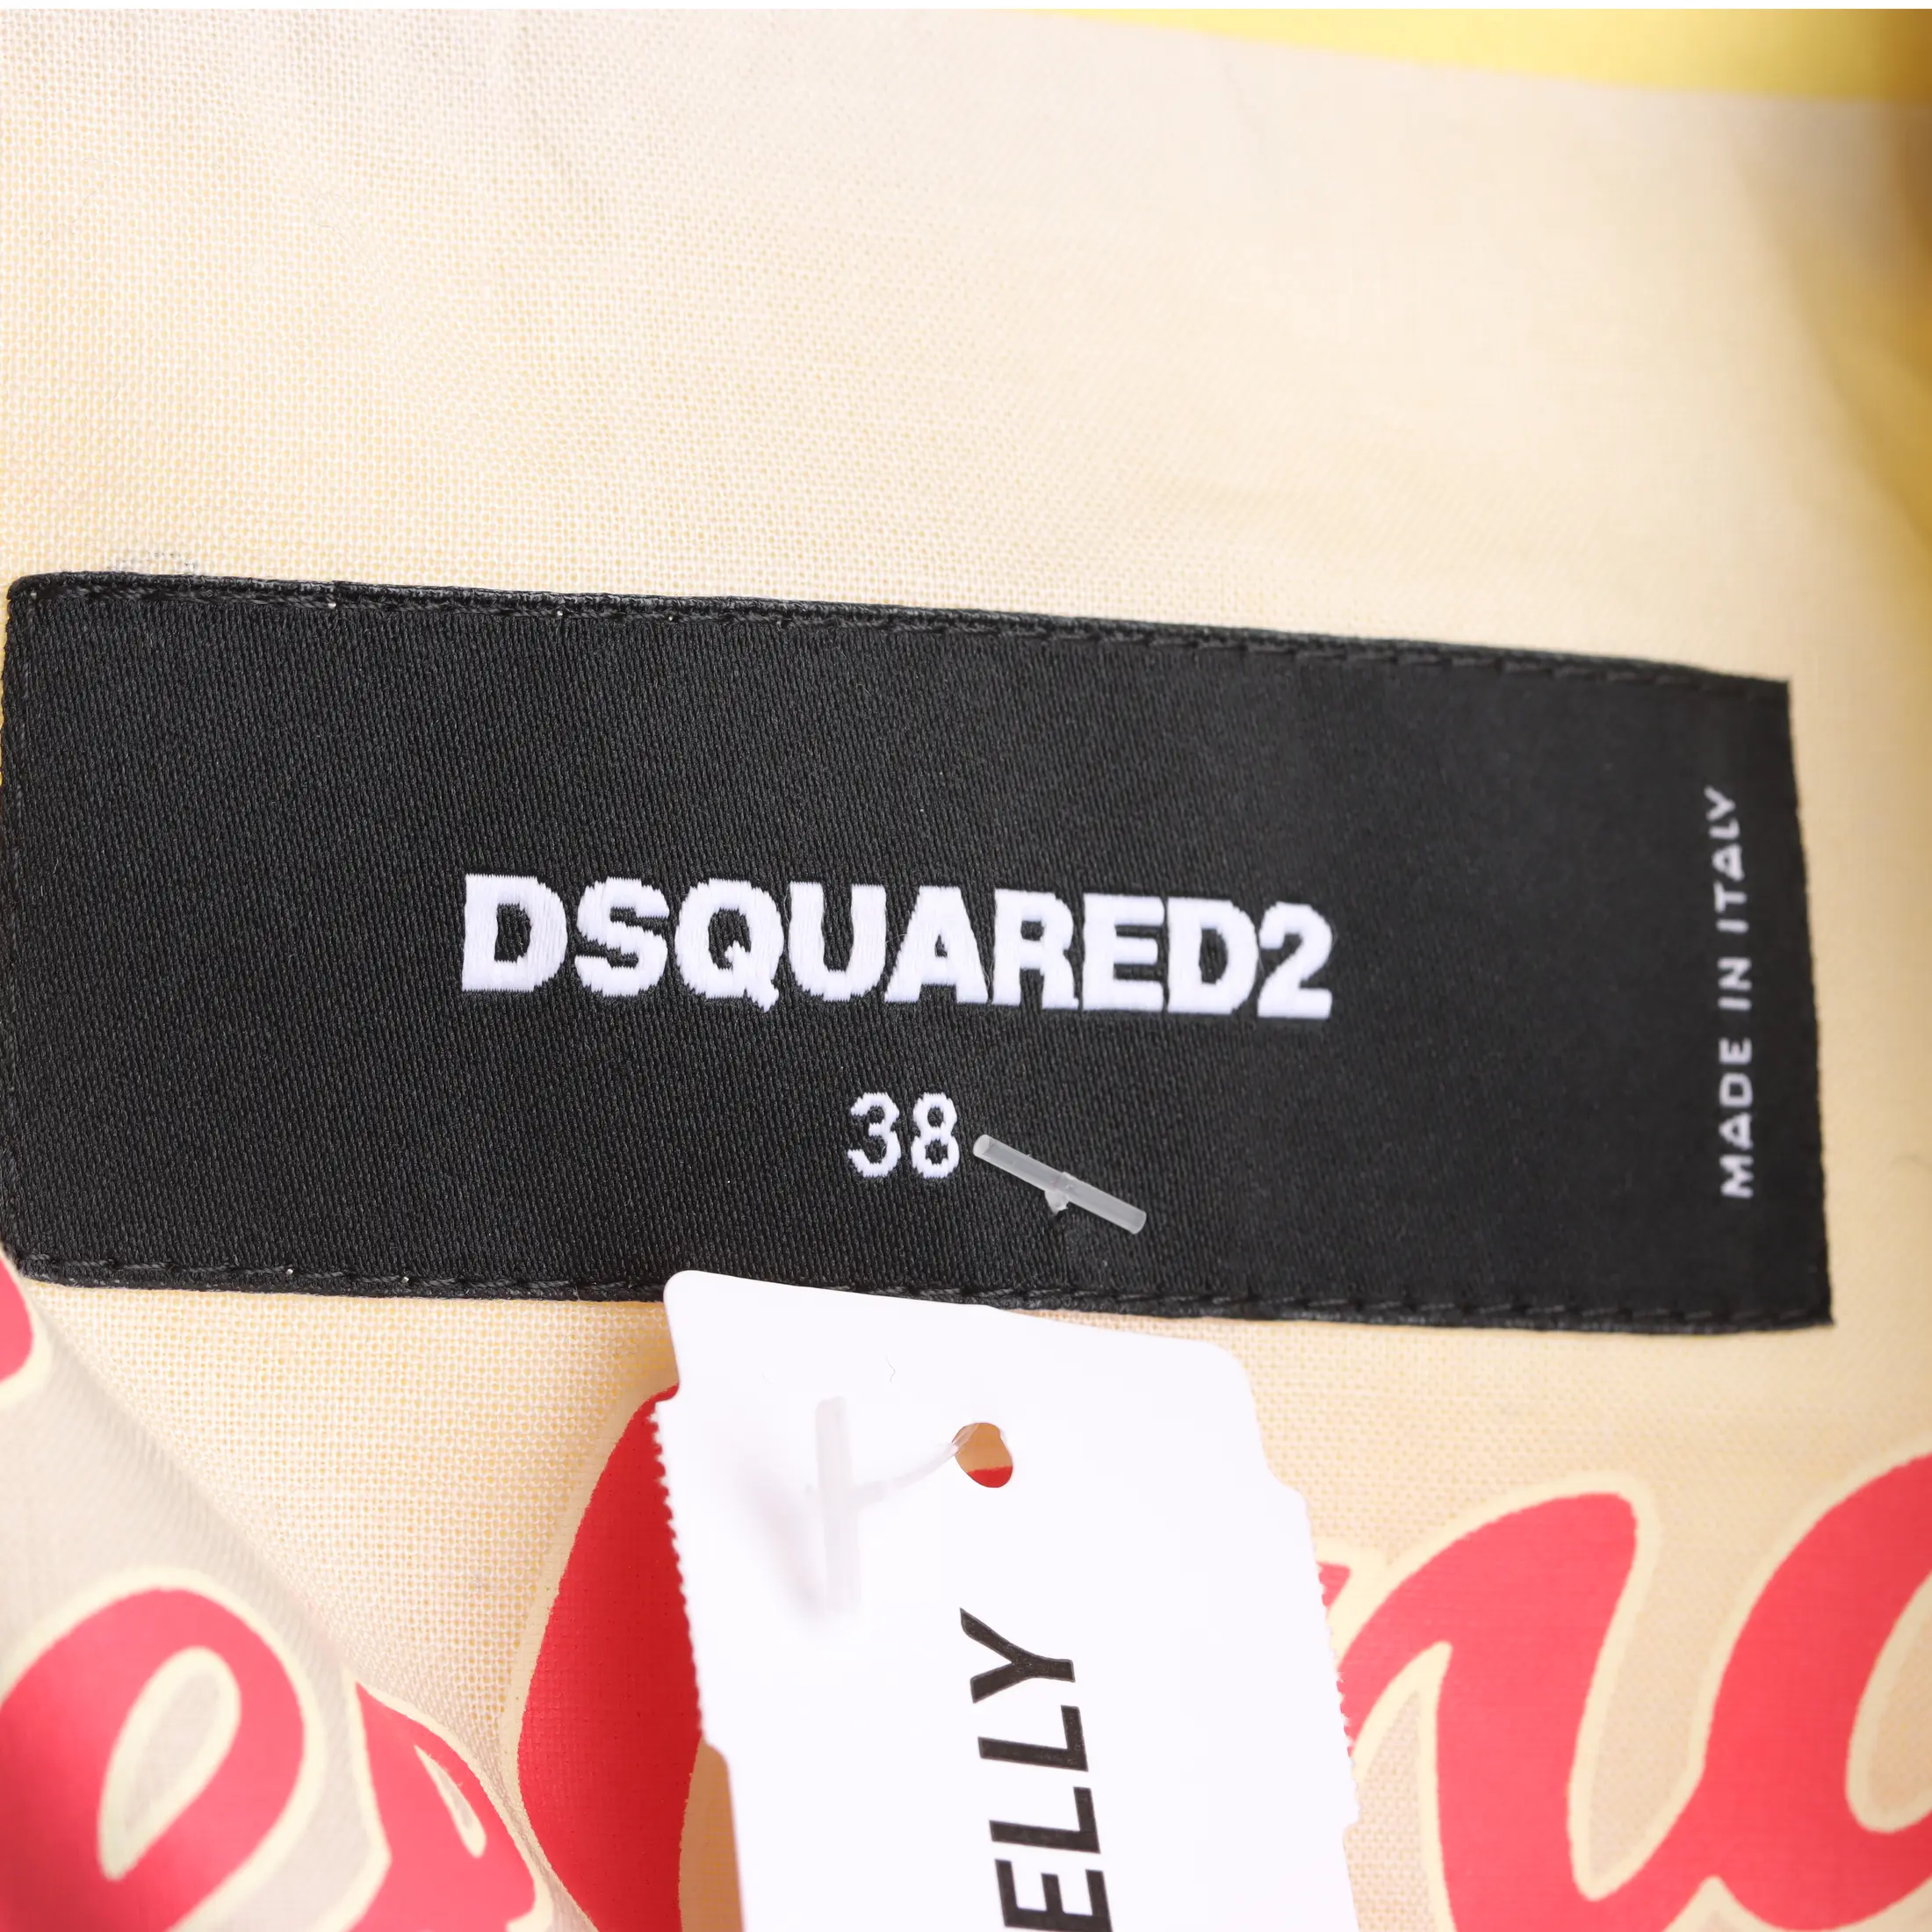 DSQUARED2
38
MADE IN ITALY
ELLY